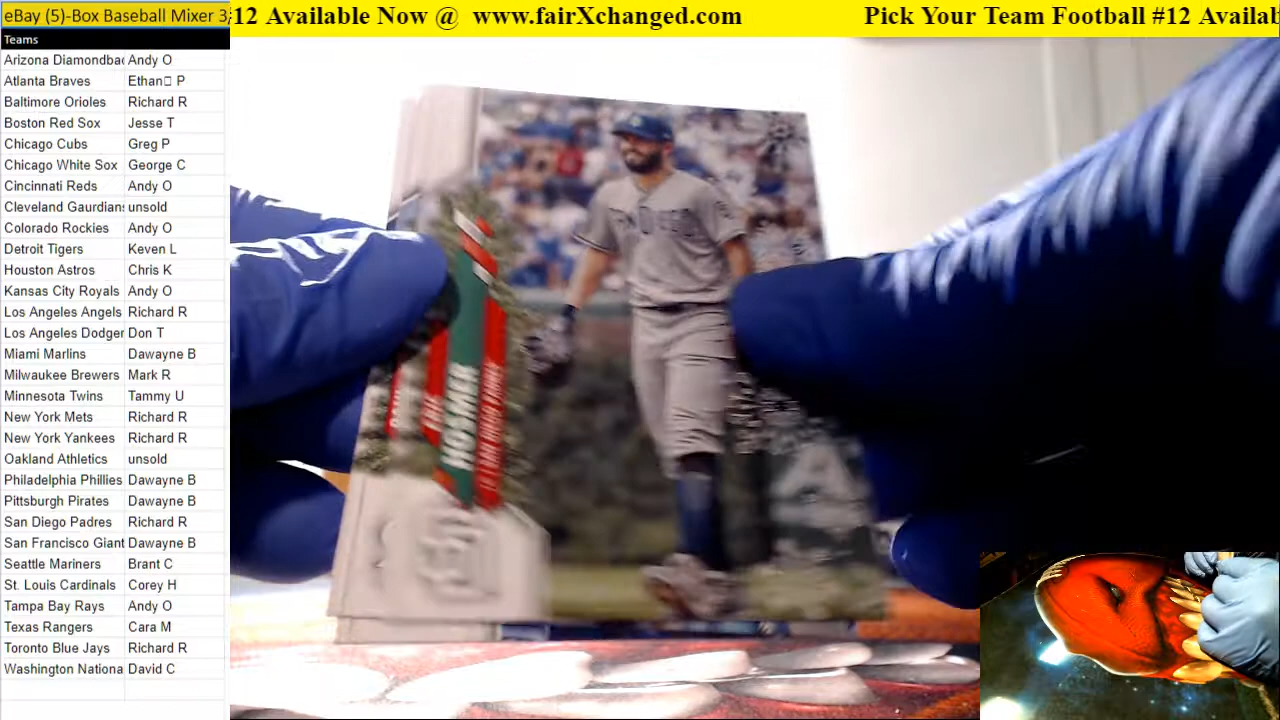 eBay (5)-Box Baseball Mixer 3
12 Available Now @ www.fairXchanged.com Pick Your Team Football #12 Availab
Teams
Arizona Diamondba Andy O
Atlanta Braves Ethan□ P
Baltimore Orioles Richard R
Boston Red Sox Jesse T
Chicago Cubs Greg P
Chicago White Sox George C
Cincinnati Reds Andy O
Cleveland Gaurdians unsold
Colorado Rockies Andy O
Detroit Tigers Keven L
Houston Astros Chris K
Kansas City Royals Andy O
Los Angeles Angels Richard R
Los Angeles Dodger Don T
Miami Marlins Dawayne B
Milwaukee Brewers Mark R
Minnesota Twins Tammy U
New York Mets Richard R
New York Yankees Richard R
Oakland Athletics unsold
Philadelphia Phillies Dawayne B
Pittsburgh Pirates Dawayne B
San Diego Padres Richard R
San Francisco Giant Dawayne B
Seattle Mariners Brant C
St. Louis Cardinals Corey H
Tampa Bay Rays Andy O
Texas Rangers Cara M
Toronto Blue Jays Richard R
Washington Nationa David C
HOSMER